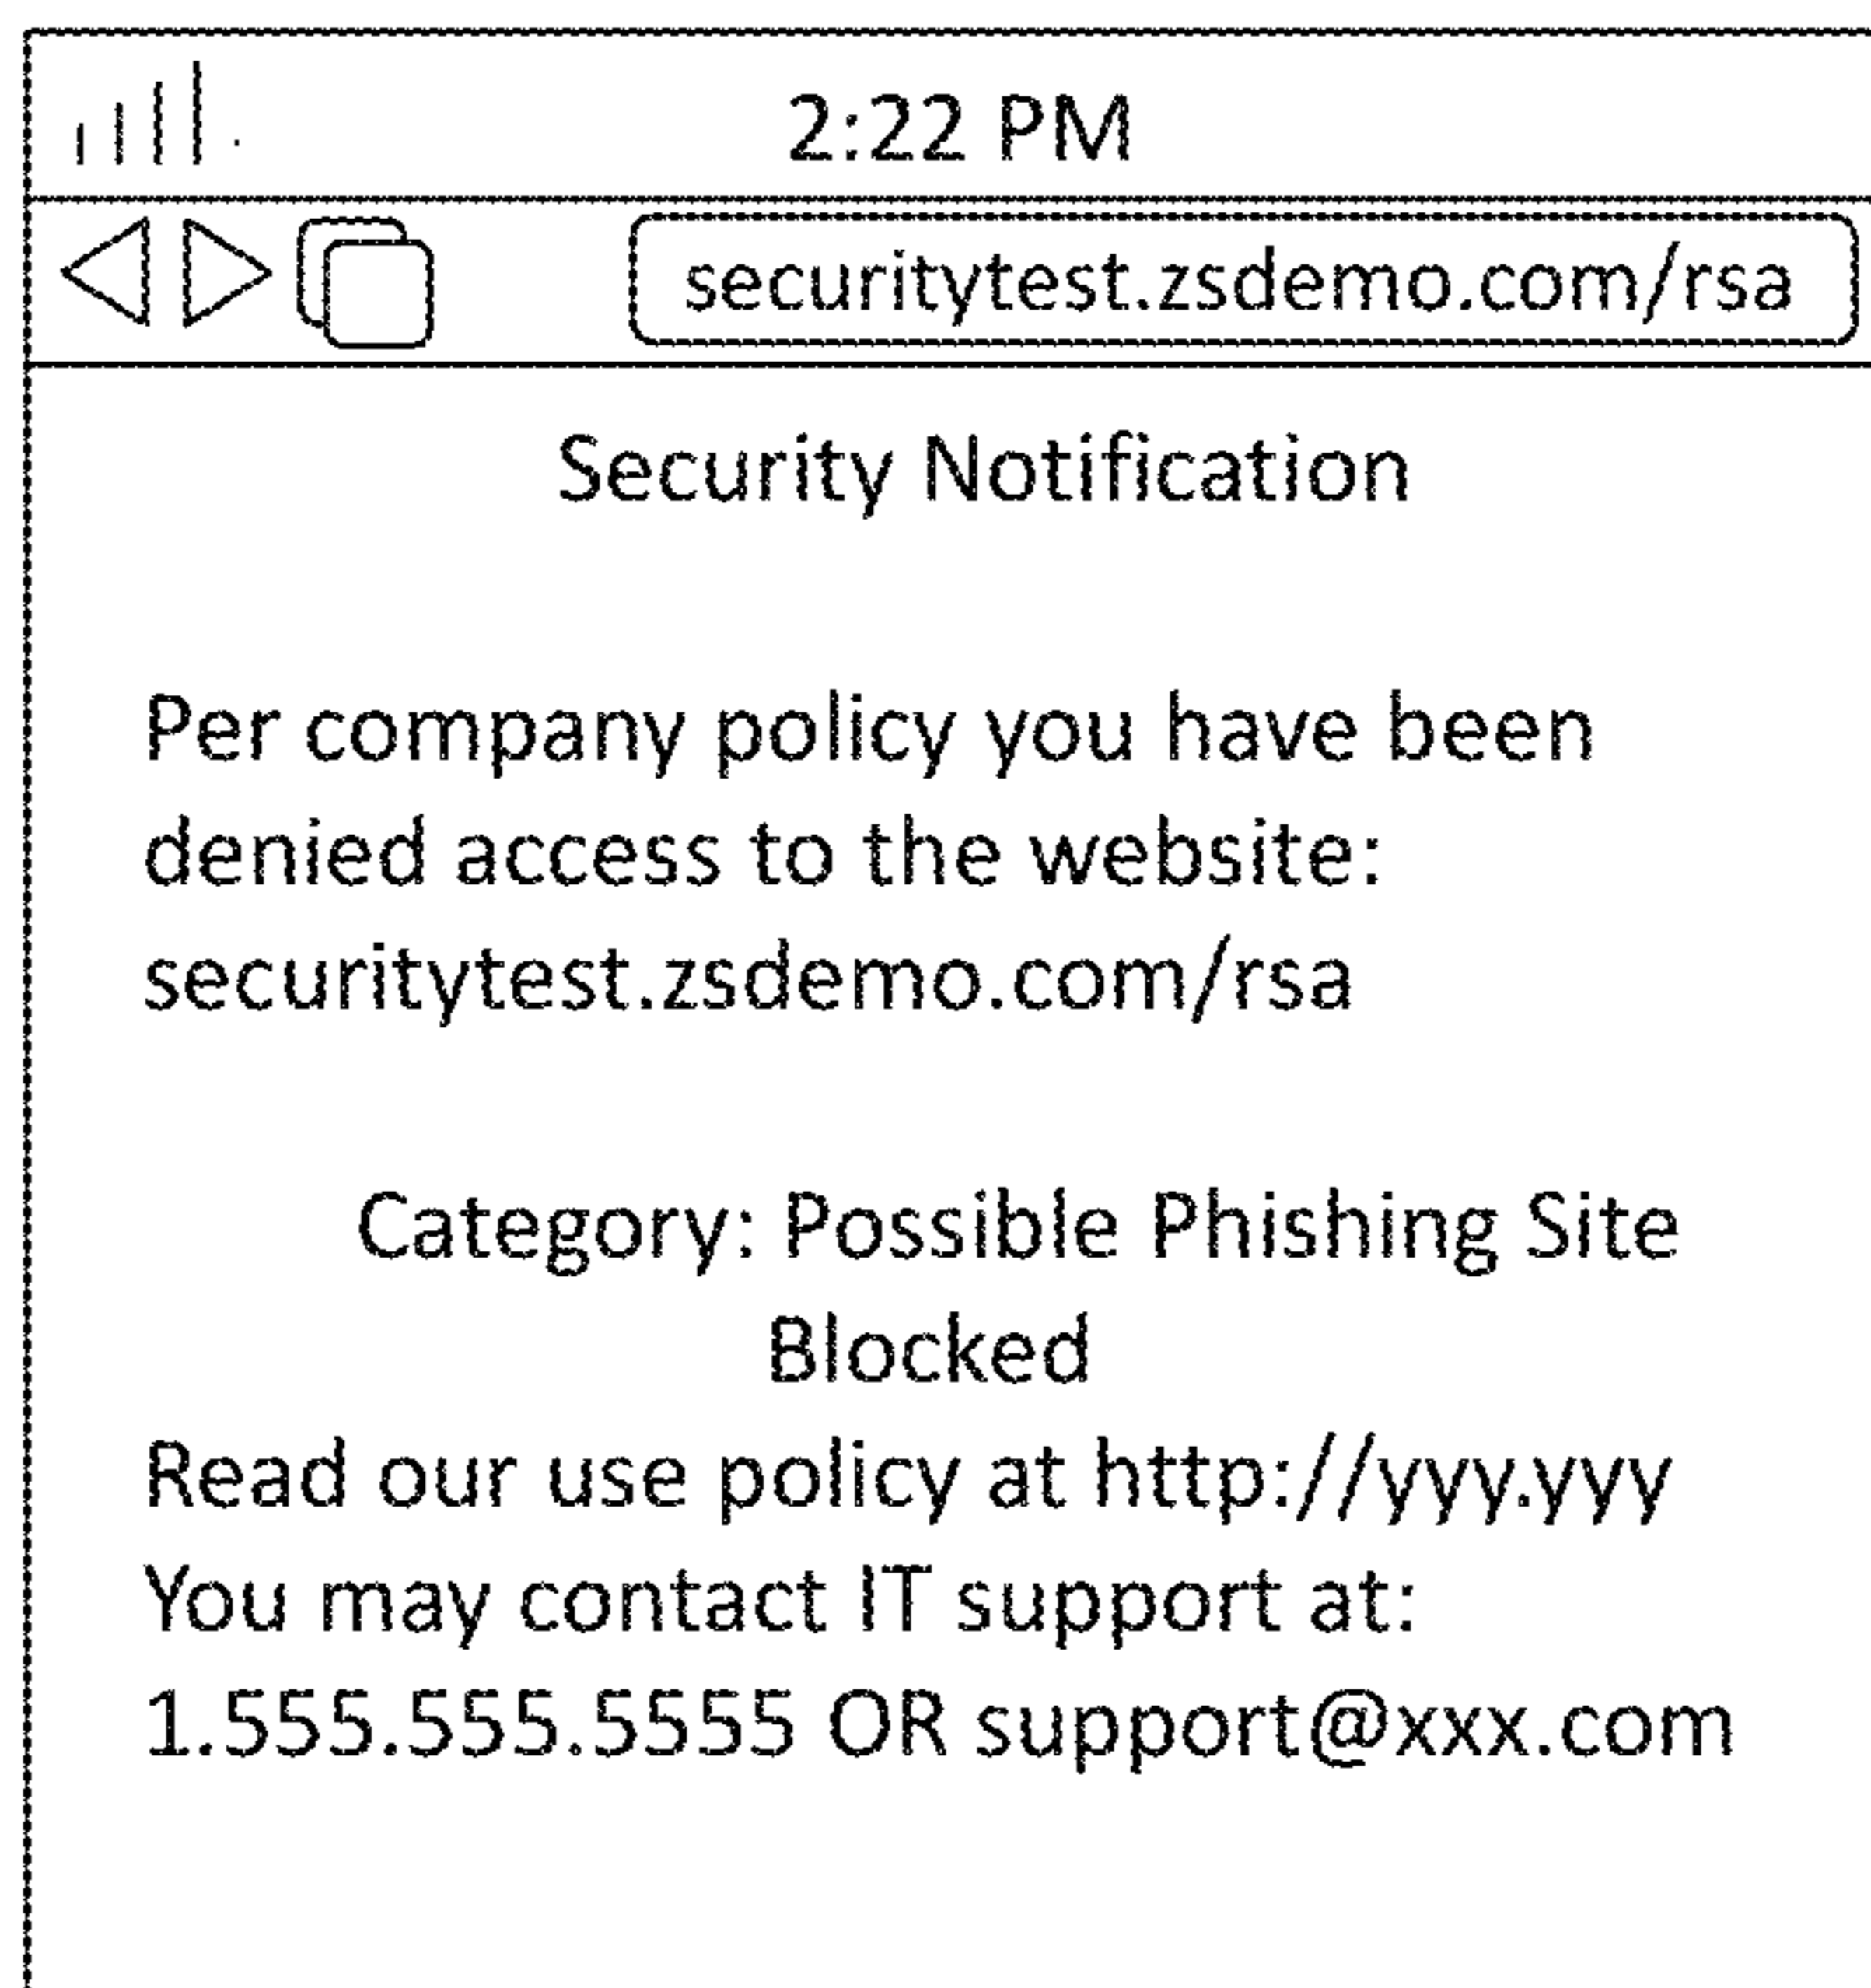 2:22 PM
securitytest.zsdemo.com/rsa
Security Notification
Per company policy you have been
denied access to the website:
securitytest.zsdemo.com/rsa
Category: Possible Phishing Site
Blocked
Read our use policy at http://yyy.yyy
You may contact IT support at:
1.555.555.5555 OR support@xxx.com